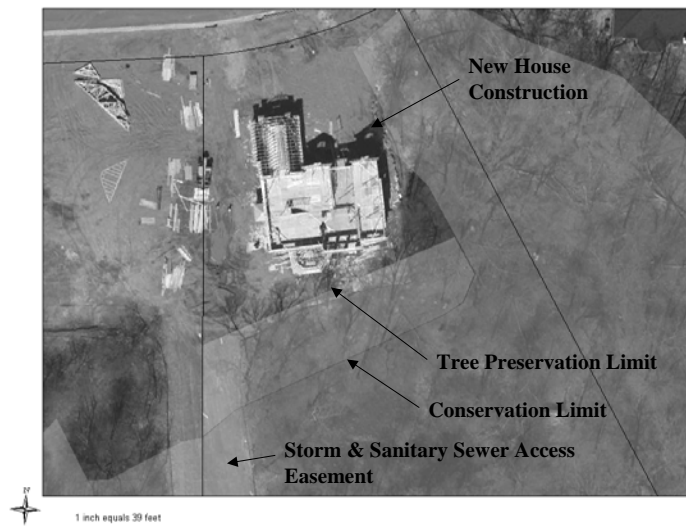 New House
Construction
Tree Preservation Limit
Conservation Limit
Storm & Sanitary Sewer Access
Easement
N
1 inch equals 39 feet